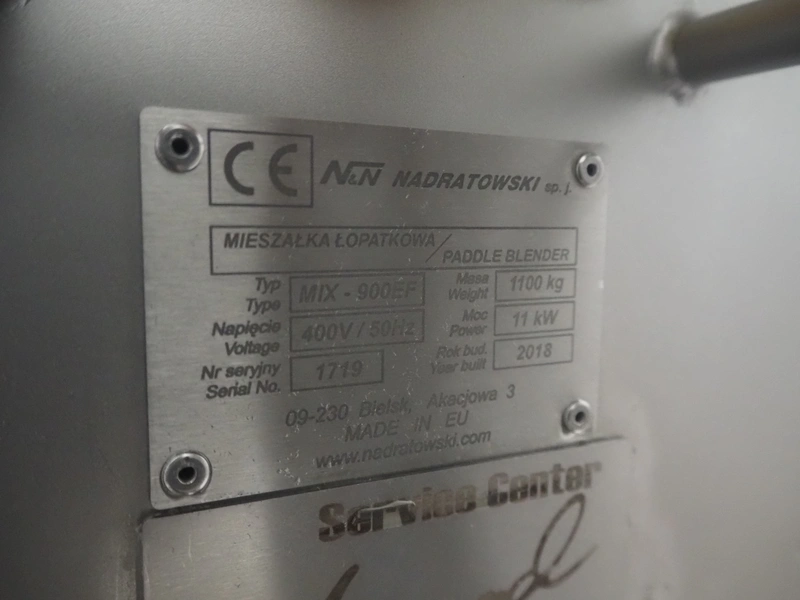 CE N&N NADRATOWSKI sp. j.
MIESZAŁKA ŁOPATKOWA / PADDLE BLENDER
Typ Type MIX - 900EF Masa Weight 1100 kg
Napięcie Voltage 400V / 50Hz Moc Power 11 kW
Nr seryjny Serial No. 1719 Rok bud. Year built 2018
09-230 Bielsk, Akacjowa 3
MADE IN EU
www.nadratowski.com
Service Center